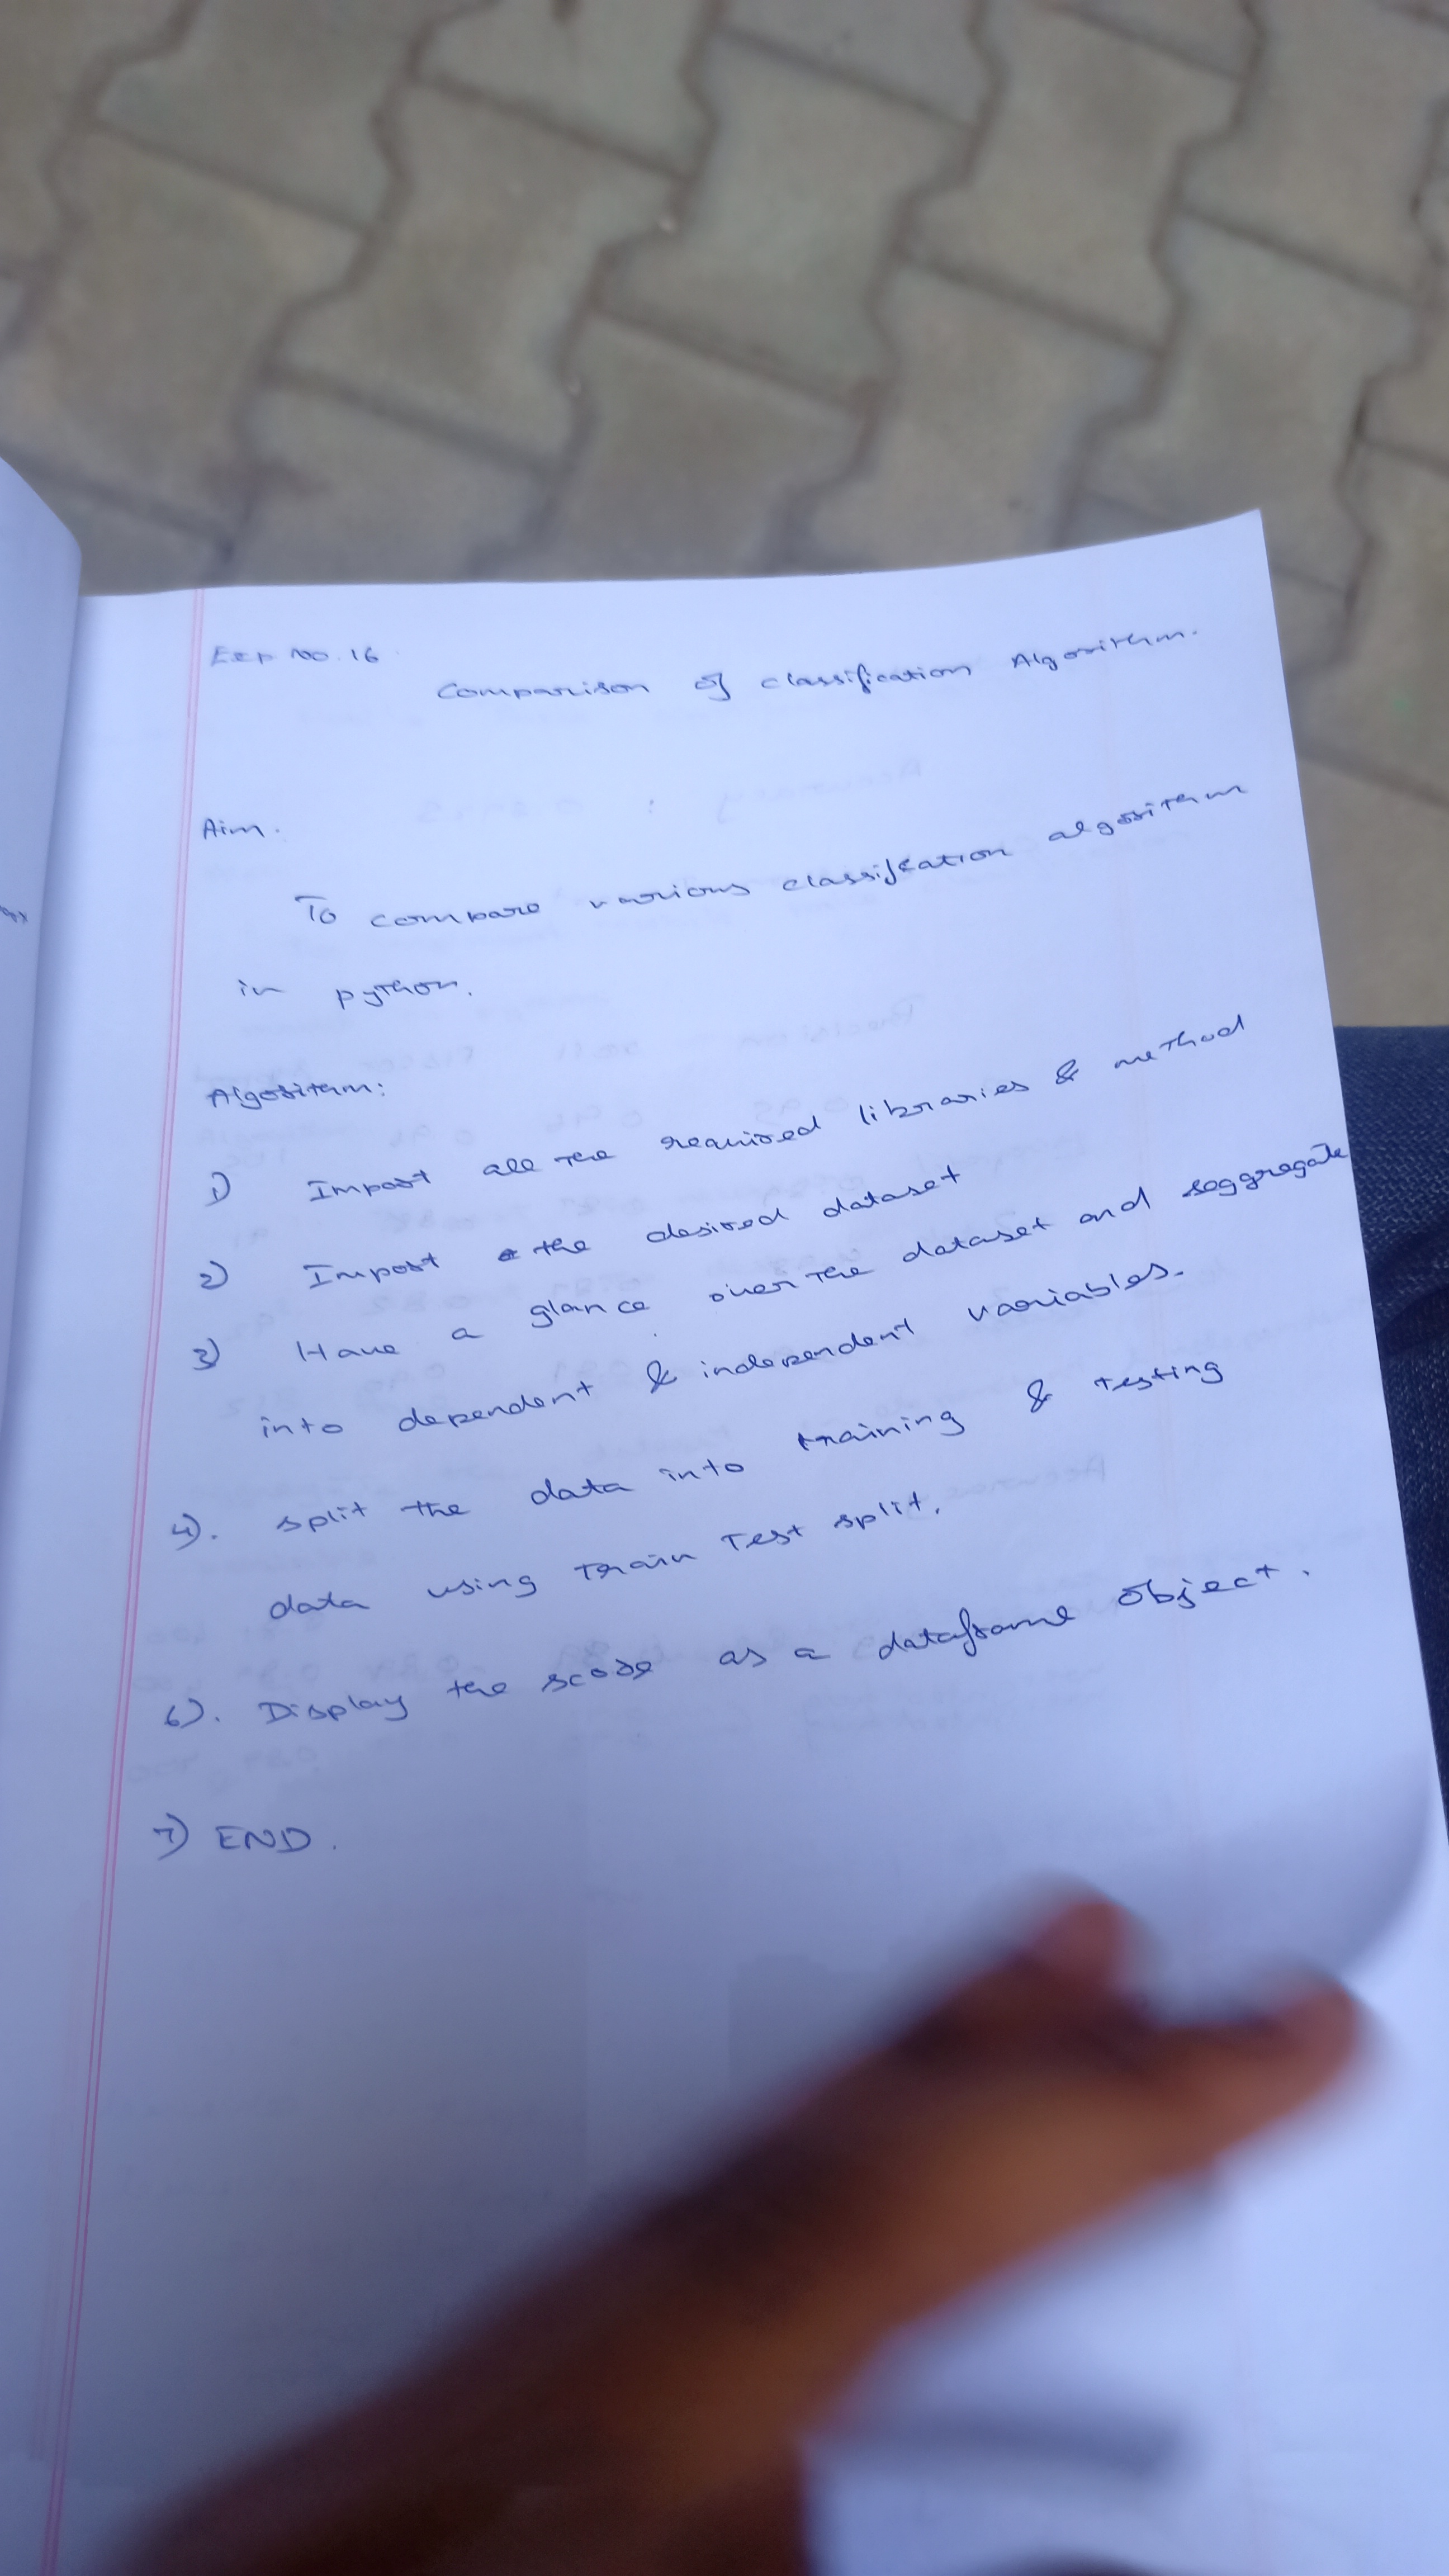 Exp No. 16
Comparison of classification Algorithm.
Aim.
To compare various classification algorithm
in python.
Algorithm:
1) Import all the required libraries & method
2) Import the desired dataset
3) Have a glance over the dataset and seggregate
into dependent & independent variables.
4). split the data into training & testing
data using Train Test split.
6). Display the score as a dataframe object.
7) END.